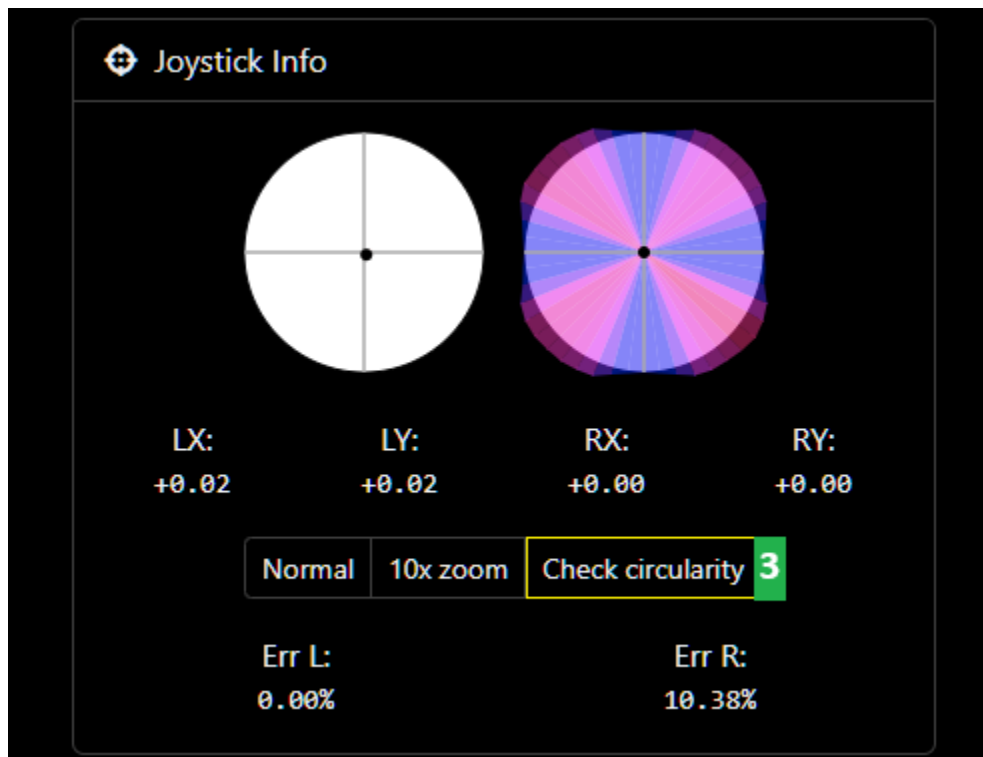 Joystick Info
LX: LY: RX: RY:
+0.02 +0.02 +0.00 +0.00
Normal 10x zoom Check circularity 3
Err L: Err R:
0.00% 10.38%